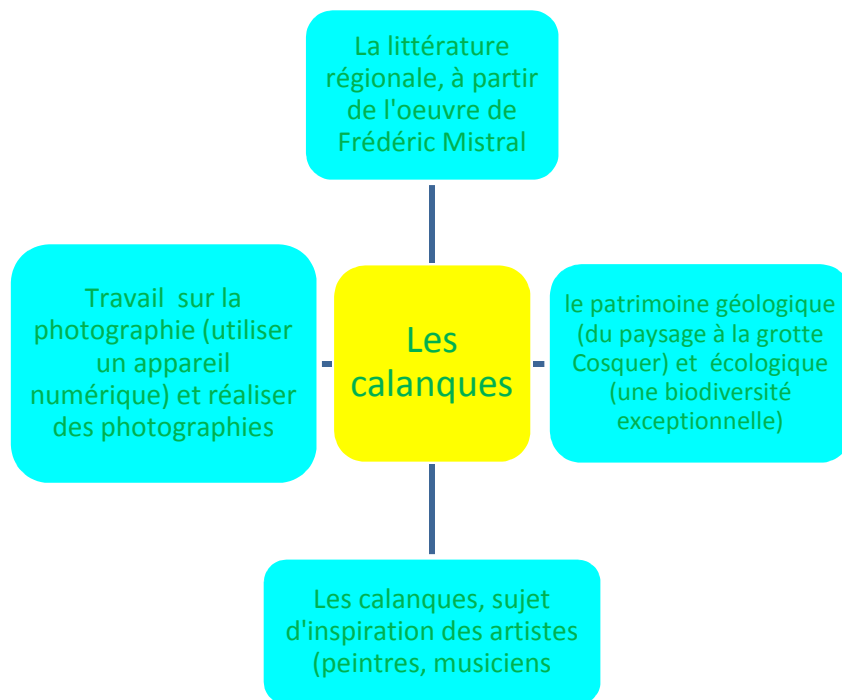 La littérature
régionale, à partir
de l'oeuvre de
Frédéric Mistral
Travail  sur la
photographie (utiliser
un appareil
numérique) et réaliser
des photographies
Les
calanques
le patrimoine géologique
(du paysage à la grotte
Cosquer) et  écologique
(une biodiversité
exceptionnelle)
Les calanques, sujet
d'inspiration des artistes
(peintres, musiciens